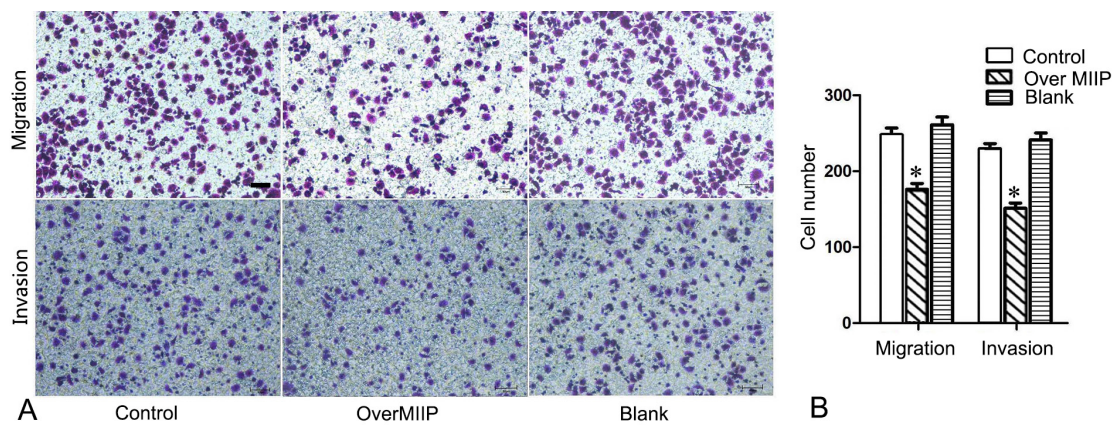 Migration
Invasion
Control
OverMIIP
Blank
A
Control
Over MIIP
Blank
300
200
100
0
Cell number
*
*
Migration
Invasion
B